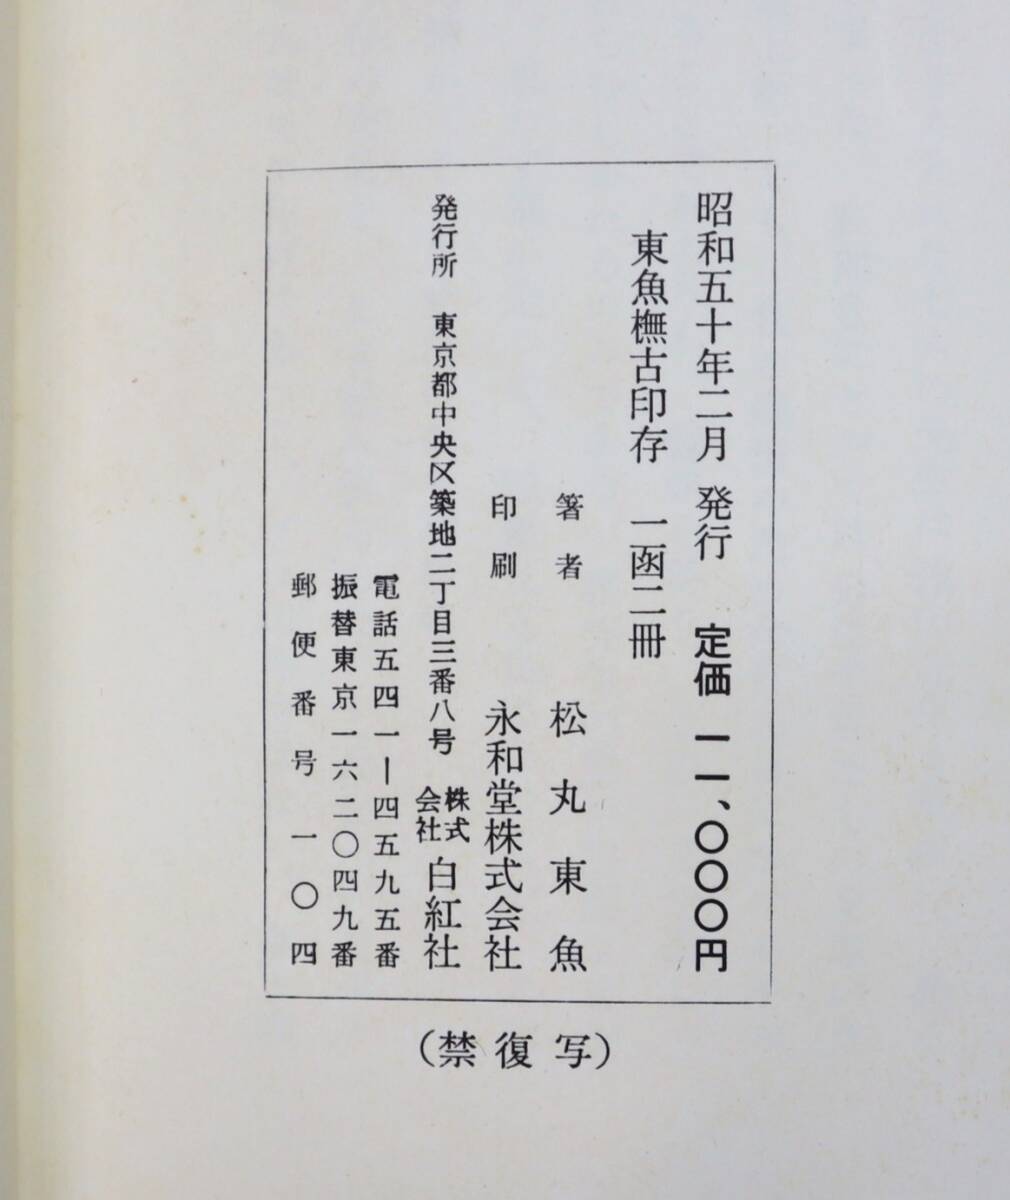 昭和五十年二月 発行 定価 一一、〇〇〇円
東魚橅古印存 一函二冊
箸者 松丸東魚
印刷 永和堂株式会社
発行所 東京都中央区築地二丁目三番八号 株式会社 白紅社
電話五四一―四五九五番
振替東京一六二〇四九番
郵便番号一〇四
（禁復写）